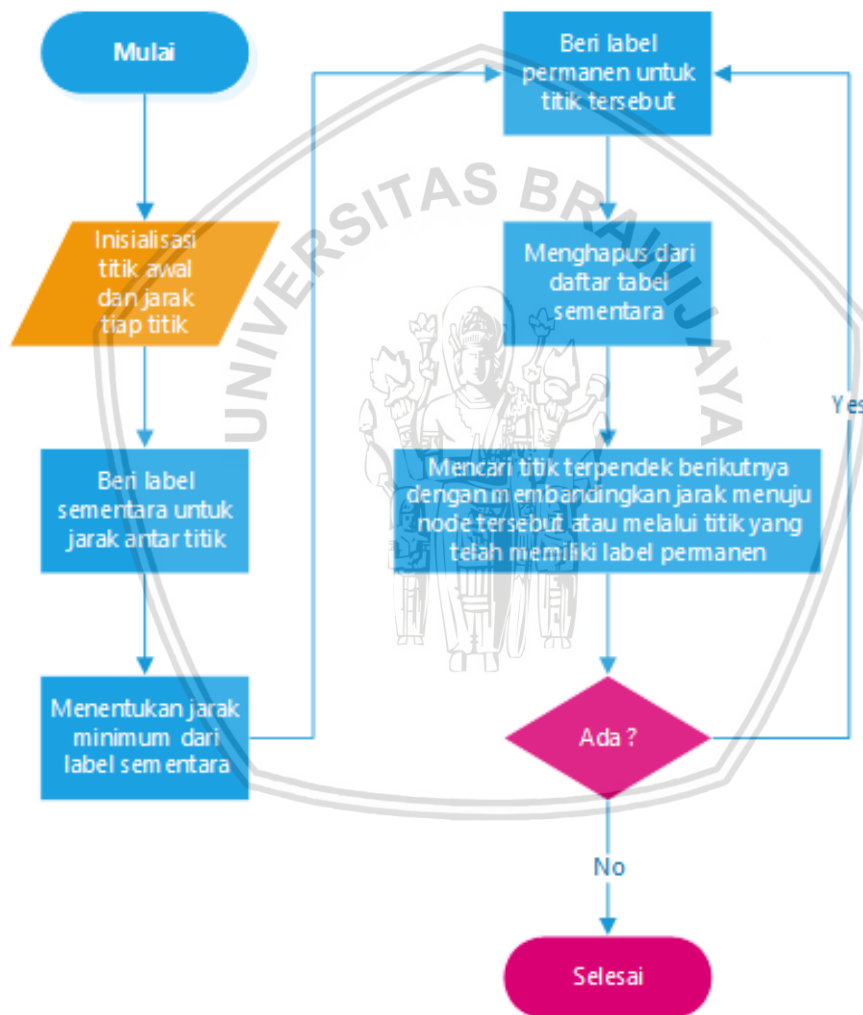 Mulai
Inisialisasi
titik awal
dan jarak
tiap titik
Beri label
sementara untuk
jarak antar titik
Menentukan jarak
minimum dari
label sementara
Beri label
permanen untuk
titik tersebut
Menghapus dari
daftar tabel
sementara
Mencari titik terpendek berikutnya
dengan membandingkan jarak menuju
node tersebut atau melalui titik yang
telah memiliki label permanen
Ada ?
Yes
No
Selesai
UNIVERSITAS BRAWIJAYA